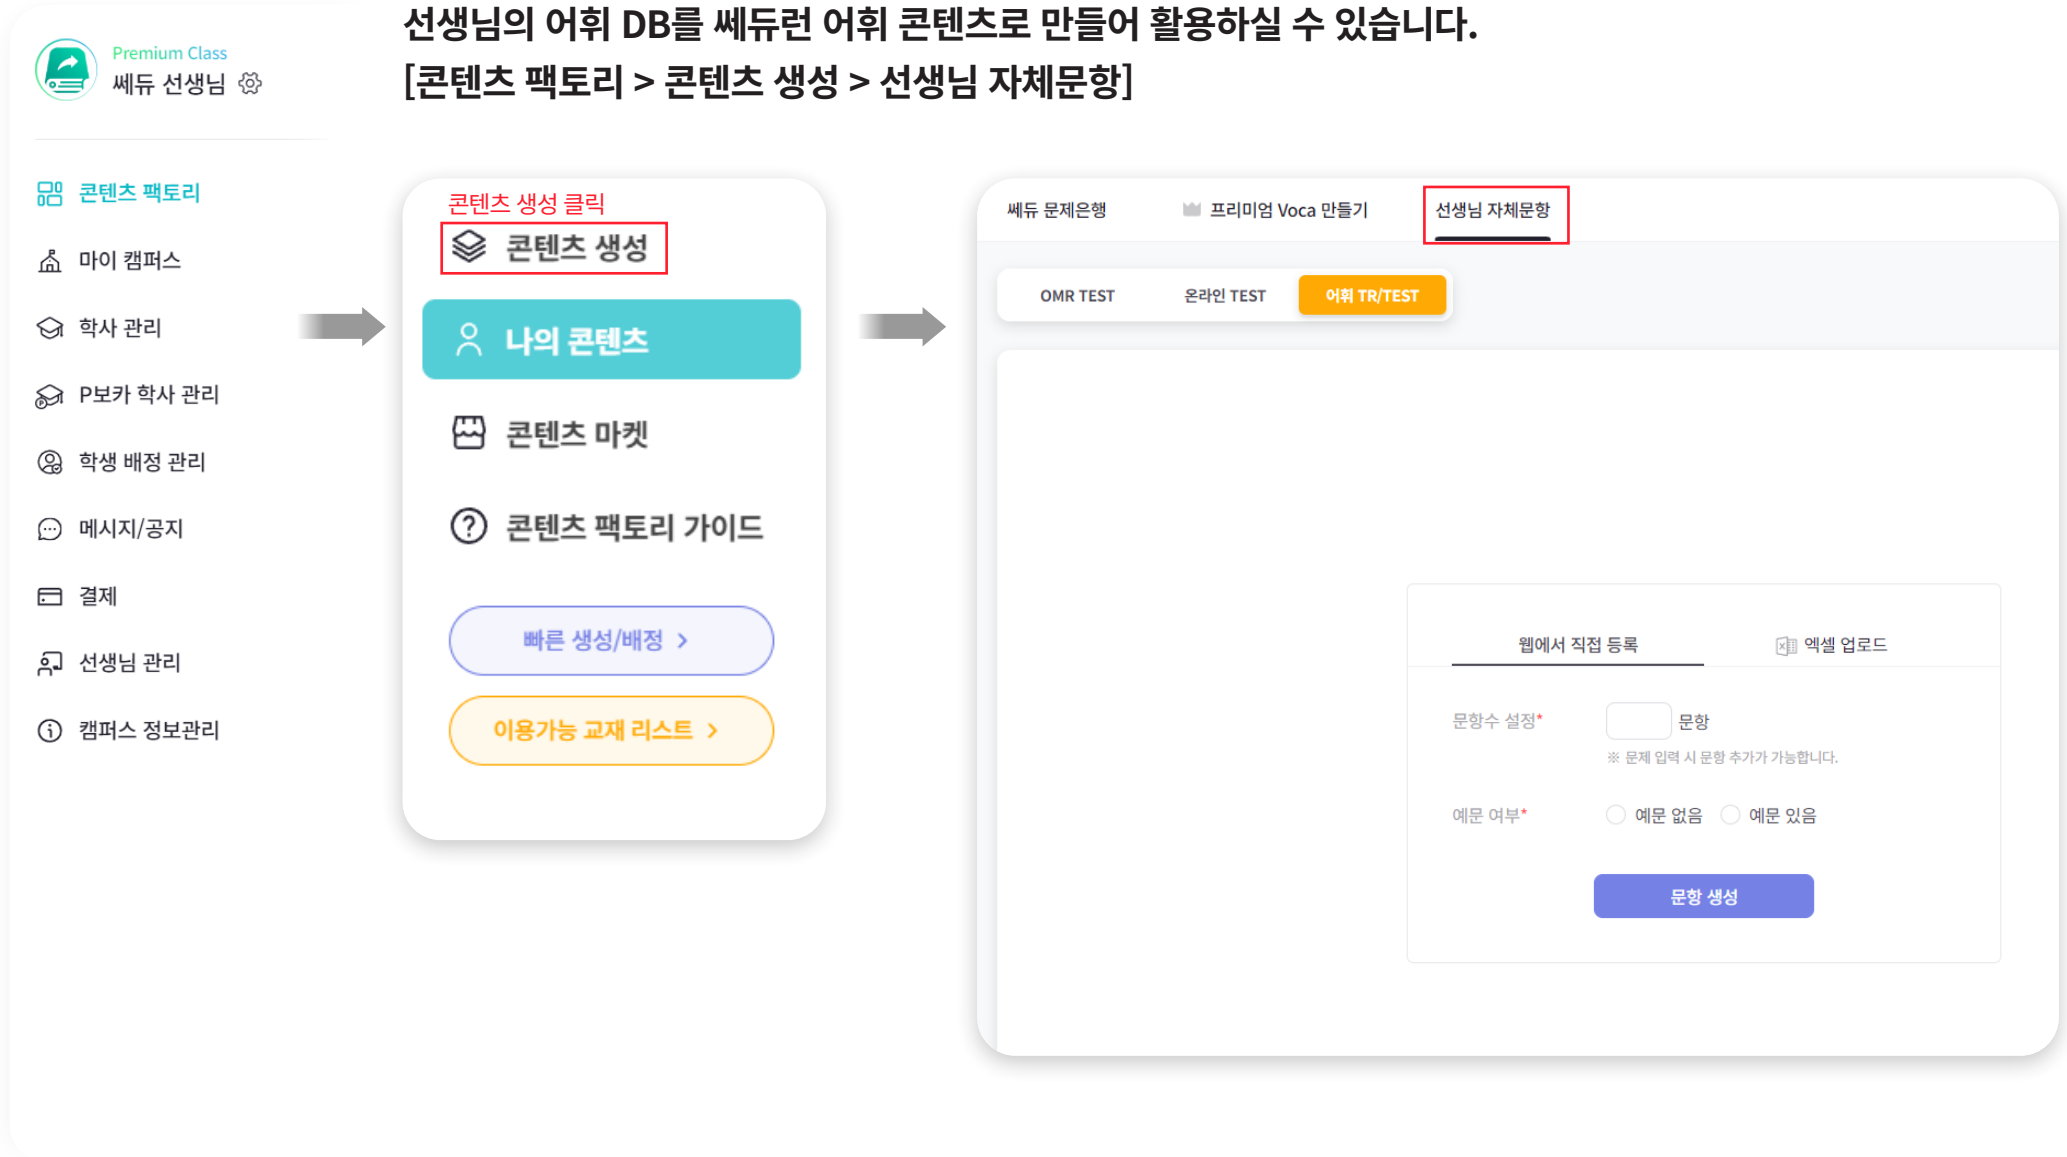 선생님의 어휘 DB를 쎄듀런 어휘 콘텐츠로 만들어 활용하실 수 있습니다.
[콘텐츠 팩토리 > 콘텐츠 생성 > 선생님 자체문항]
Premium Class
쎄듀 선생님
콘텐츠 팩토리
마이 캠퍼스
학사 관리
P보카 학사 관리
학생 배정 관리
메시지/공지
결제
선생님 관리
캠퍼스 정보관리
콘텐츠 생성 클릭
콘텐츠 생성
나의 콘텐츠
콘텐츠 마켓
콘텐츠 팩토리 가이드
빠른 생성/배정 >
이용가능 교재 리스트 >
쎄듀 문제은행 프리미엄 Voca 만들기 선생님 자체문항
OMR TEST 온라인 TEST 어휘 TR/TEST
웹에서 직접 등록 엑셀 업로드
문항수 설정* 문항
※ 문제 입력 시 문항 추가가 가능합니다.
예문 여부* 예문 없음 예문 있음
문항 생성